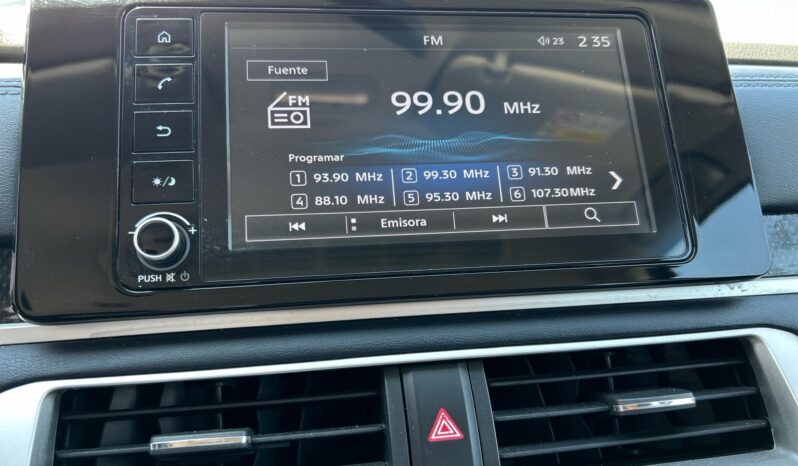 FM 23 2 35
Fuente
FM
99.90 MHz
Programar
1 93.90 MHz 2 99.30 MHz 3 91.30 MHz
4 88.10 MHz 5 95.30 MHz 6 107.30 MHz
Emisora
- +
PUSH